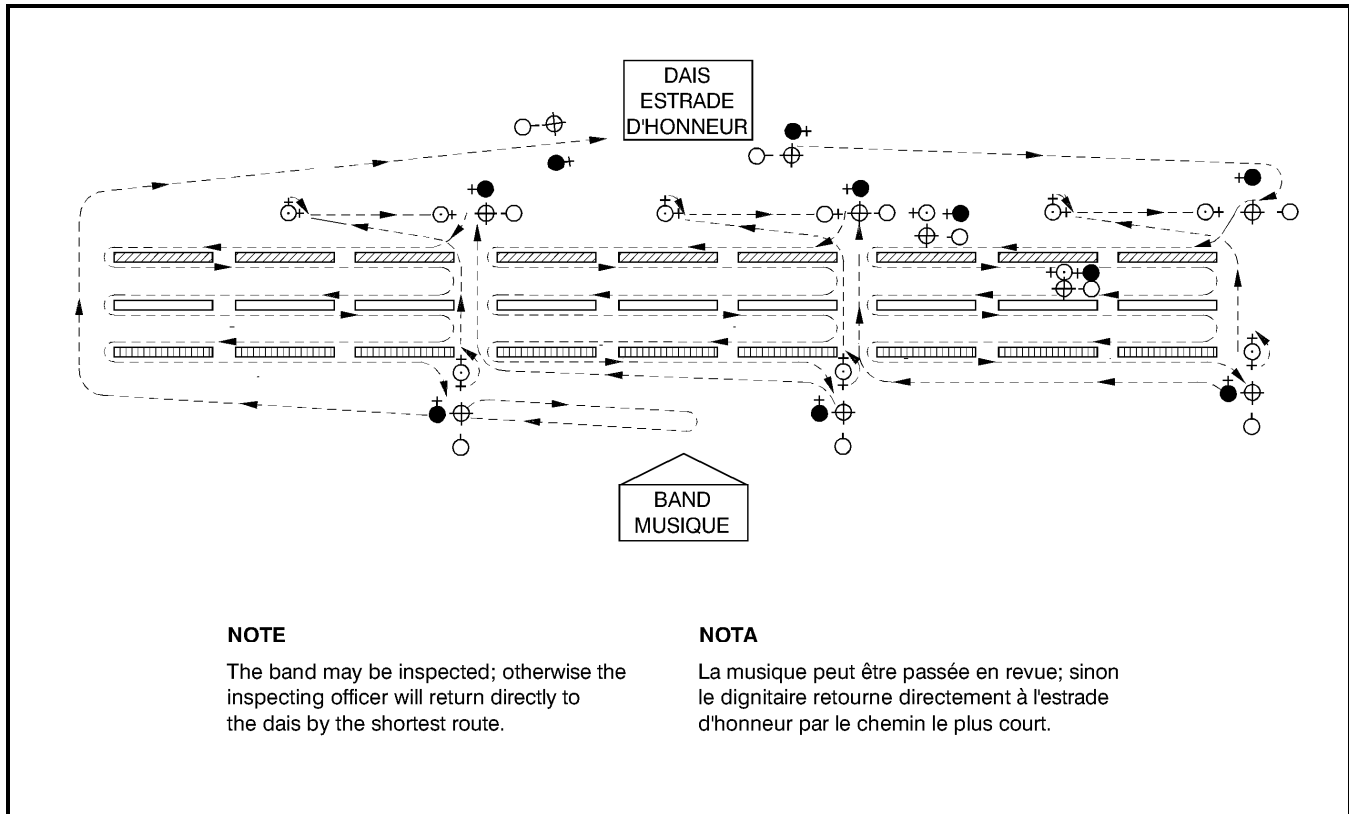 DAIS
ESTRADE
D'HONNEUR
BAND
MUSIQUE
NOTE
The band may be inspected; otherwise the
inspecting officer will return directly to
the dais by the shortest route.
NOTA
La musique peut être passée en revue; sinon
le dignitaire retourne directement à l'estrade
d'honneur par le chemin le plus court.